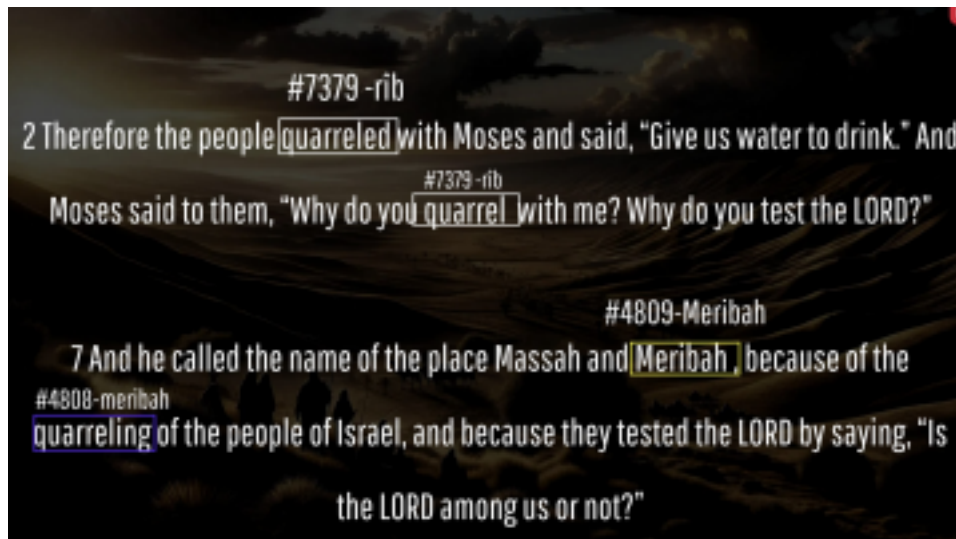 #7379 -rib
2 Therefore the people quarreled with Moses and said, “Give us water to drink.” And
#7379 -rib
Moses said to them, “Why do you quarrel with me? Why do you test the LORD?”
#4809-Meribah
7 And he called the name of the place Massah and Meribah , because of the
#4808-meribah
quarreling of the people of Israel, and because they tested the LORD by saying, “Is
the LORD among us or not?”